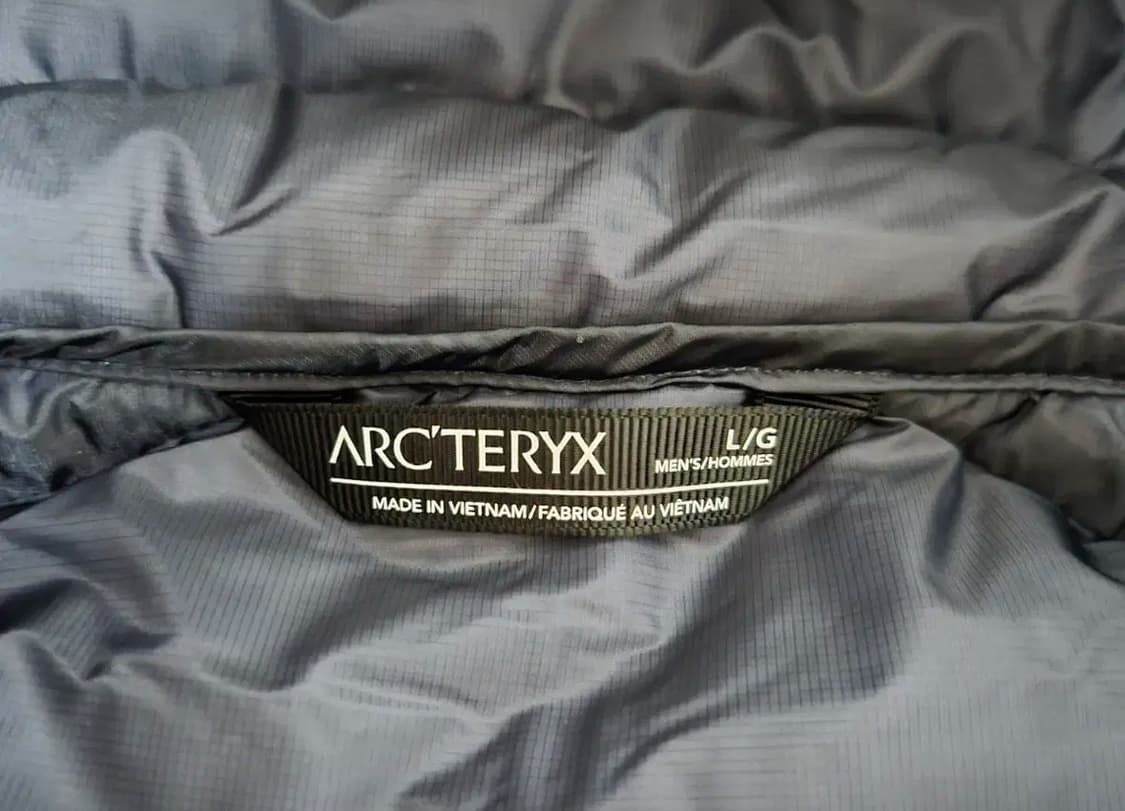 ARC'TERYX
L/G
MEN'S/HOMMES
MADE IN VIETNAM/FABRIQUÉ AU VIÊTNAM